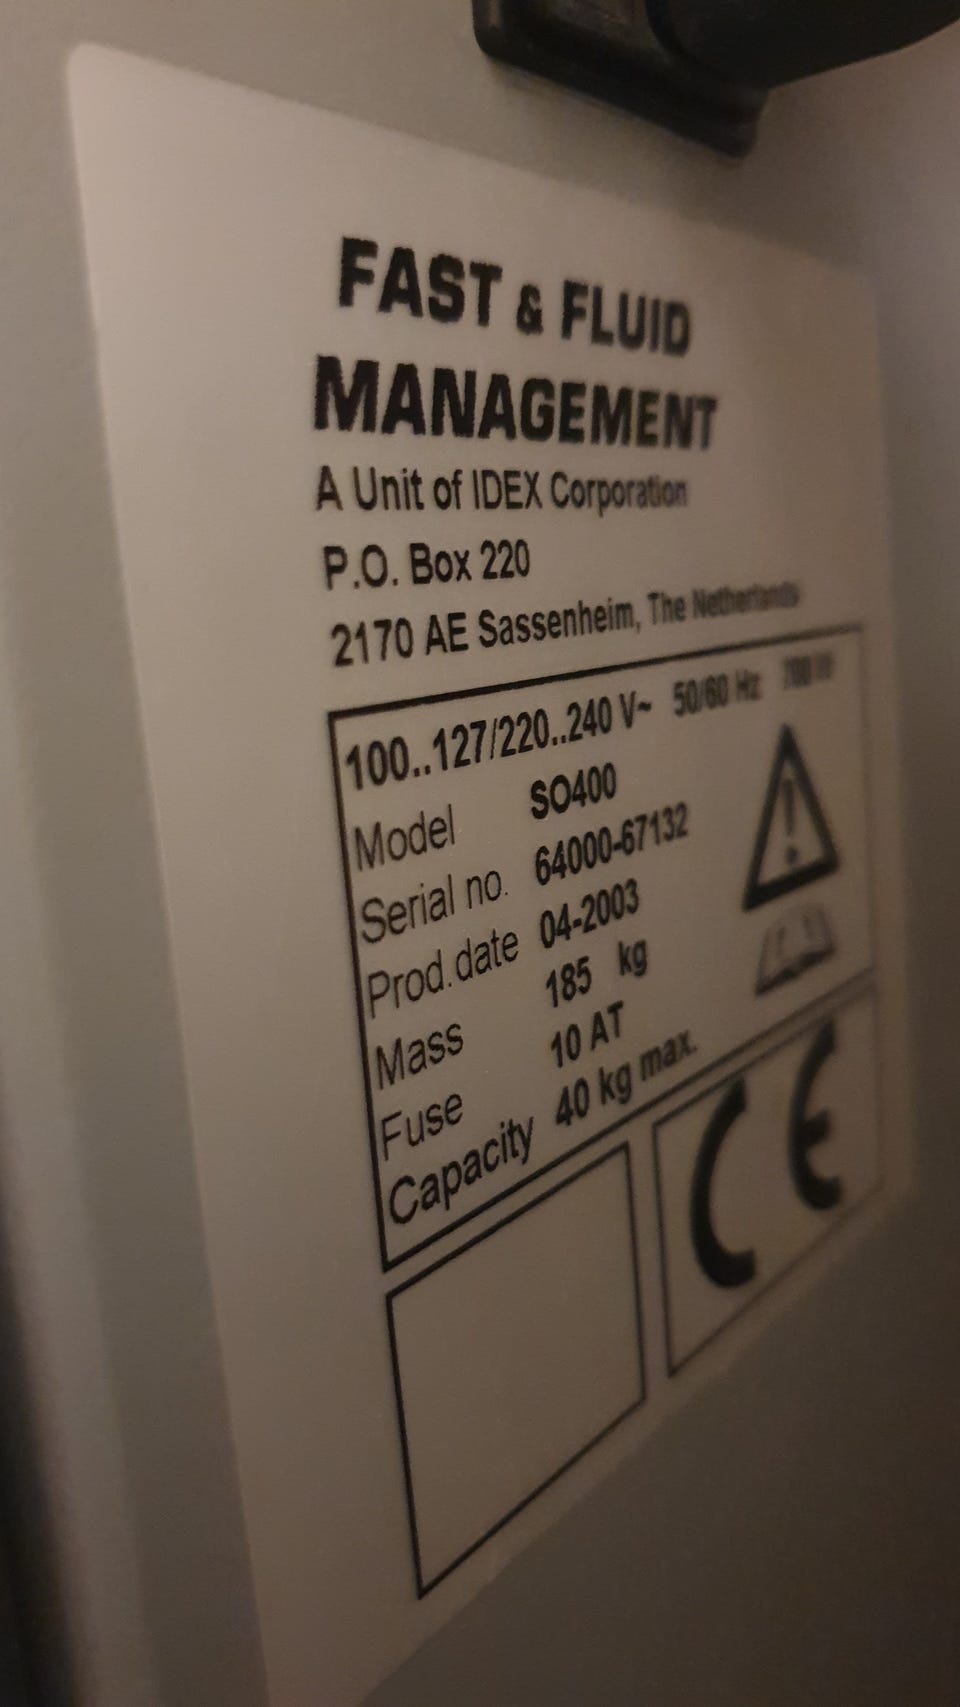 FAST & FLUID
MANAGEMENT
A Unit of IDEX Corporation
P.O. Box 220
2170 AE Sassenheim, The Netherlands
100..127/220..240 V~ 50/60 Hz
Model SO400
Serial no. 64000-67132
Prod.date 04-2003
Mass 185 kg
Fuse 10 AT
Capacity 40 kg max.
CE